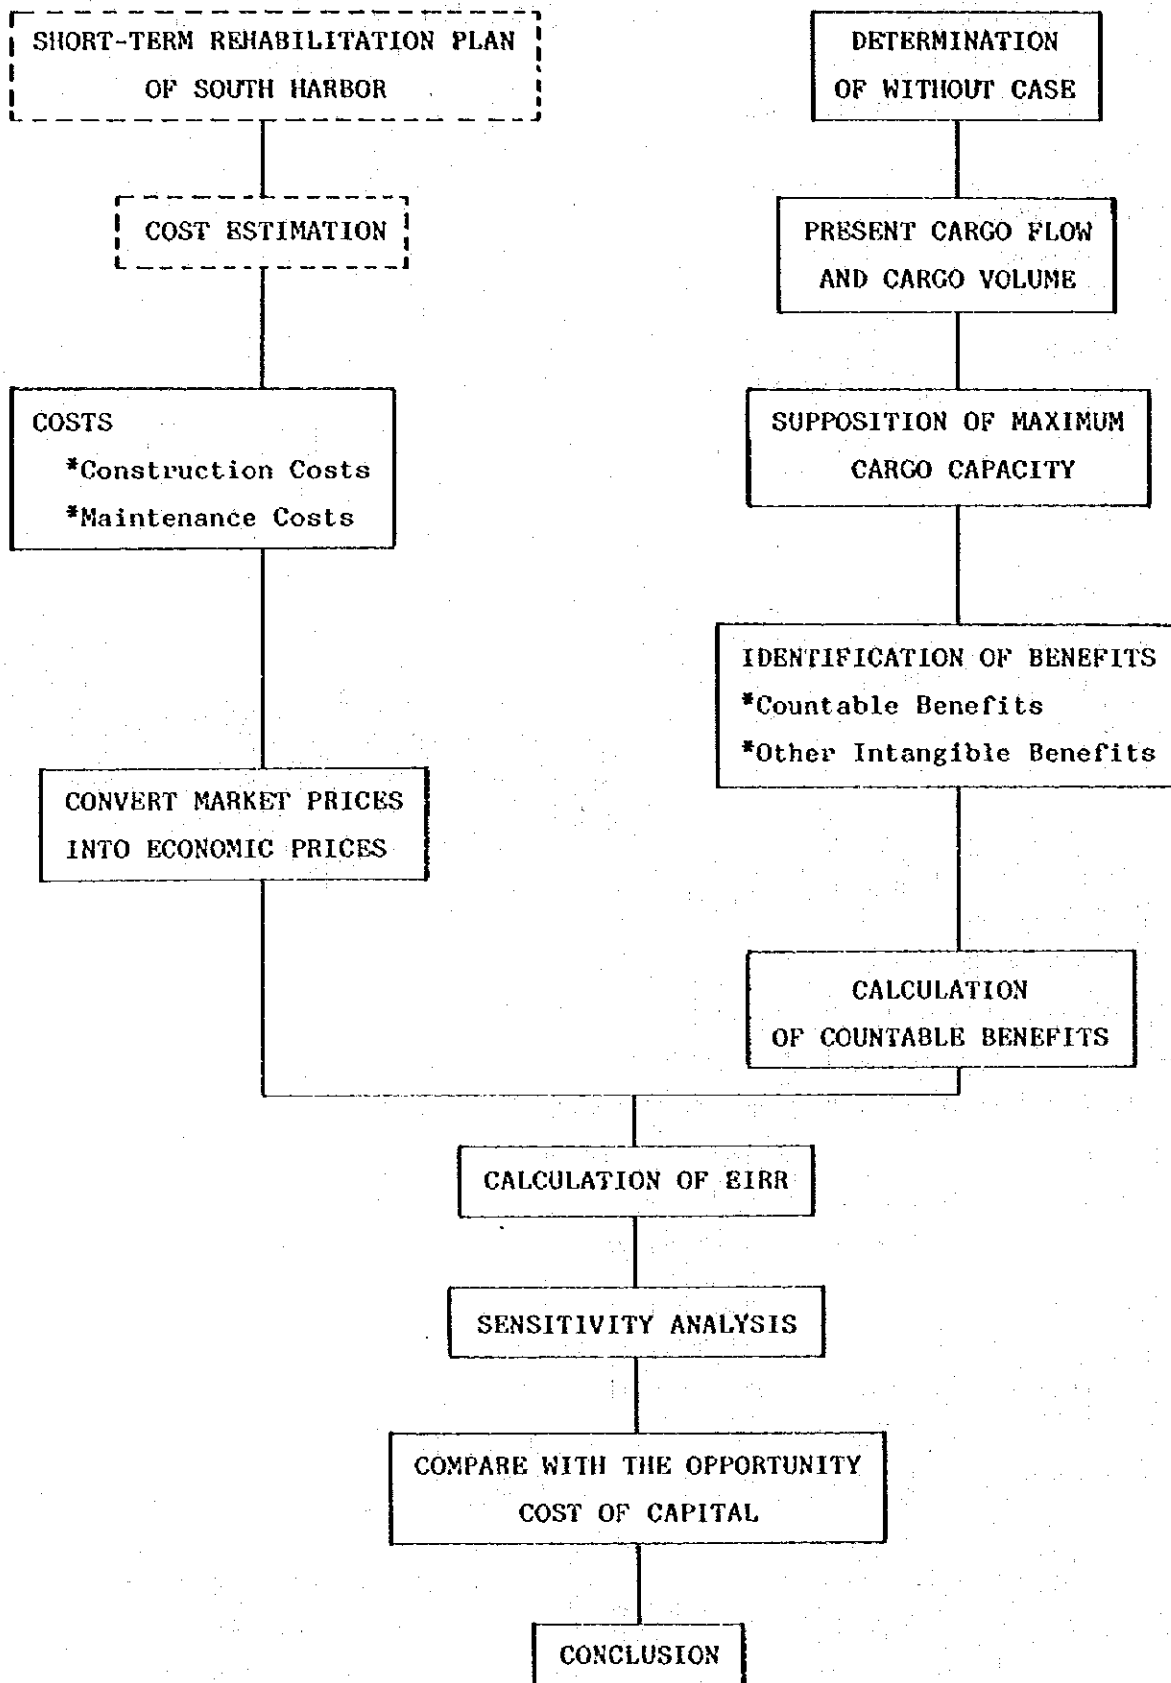 SHORT-TERM REHABILITATION PLAN
OF SOUTH HARBOR
COST ESTIMATION
COSTS
*Construction Costs
*Maintenance Costs
CONVERT MARKET PRICES
INTO ECONOMIC PRICES
DETERMINATION
OF WITHOUT CASE
PRESENT CARGO FLOW
AND CARGO VOLUME
SUPPOSITION OF MAXIMUM
CARGO CAPACITY
IDENTIFICATION OF BENEFITS
*Countable Benefits
*Other Intangible Benefits
CALCULATION
OF COUNTABLE BENEFITS
CALCULATION OF EIRR
SENSITIVITY ANALYSIS
COMPARE WITH THE OPPORTUNITY
COST OF CAPITAL
CONCLUSION